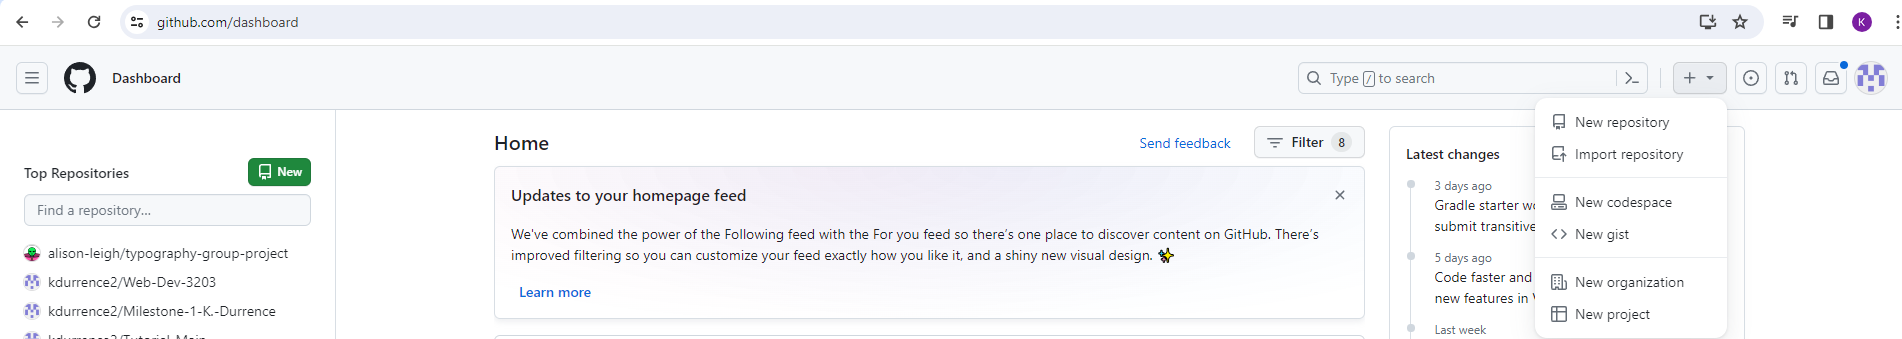 github.com/dashboard
K
Dashboard
Type / to search
Top Repositories
New
Find a repository...
alison-leigh/typography-group-project
kdurrence2/Web-Dev-3203
kdurrence2/Milestone-1-K.-Durrence
kdurrence2/Tutorial-Main
Home
Send feedback
Filter 8
Updates to your homepage feed
We've combined the power of the Following feed with the For you feed so there's one place to discover content on GitHub. There's
improved filtering so you can customize your feed exactly how you like it, and a shiny new visual design. ✨
Learn more
Latest changes
3 days ago
Gradle starter
submit transitive
5 days ago
Code faster and
new features in
Last week
New repository
Import repository
New codespace
New gist
New organization
New project